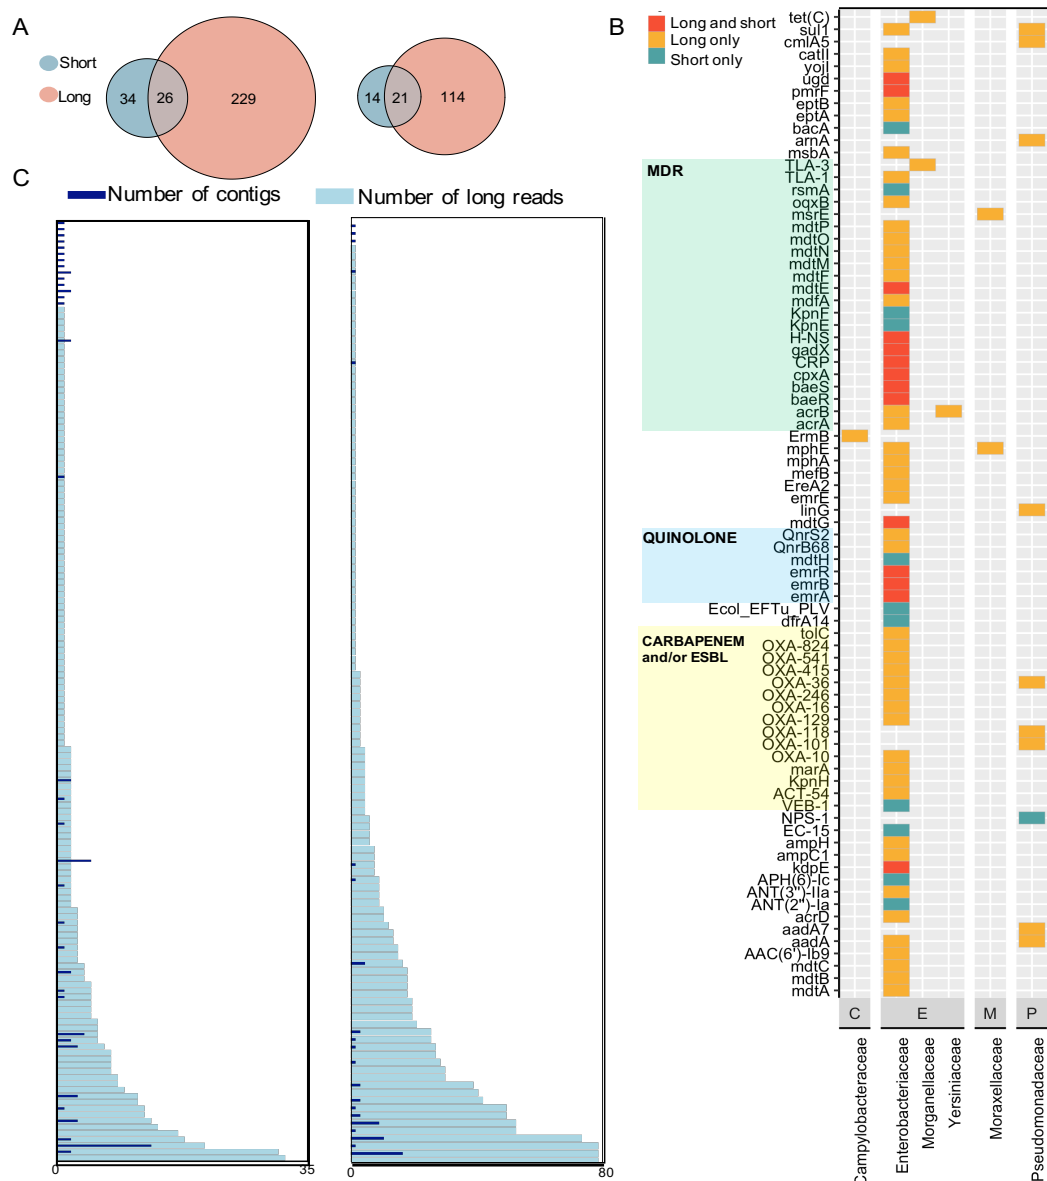 A
Short
Long
34
26
229
14
21
114
B
Long and short
Long only
Short only
tet(C)
sul1
cmlA5
catII
yojI
ugd
pmrF
eptB
eptA
bacA
arnA
msbA
MDR
TLA-3
TLA-1
rsmA
oqxB
msrE
mdtP
mdtO
mdtN
mdtM
mdtF
mdtE
mdfA
KpnF
KpnE
H-NS
gadX
CRP
cpxA
baeS
baeR
acrB
acrA
ErmB
mphE
mphA
mefB
EreA2
emrE
linG
mdtG
QUINOLONE
QnrS2
QnrB68
mdtH
emrR
emrB
emrA
Ecol_EFTu_PLV
dfrA14
tolC
CARBAPENEM
and/or ESBL
OXA-824
OXA-541
OXA-415
OXA-36
OXA-246
OXA-16
OXA-129
OXA-118
OXA-101
OXA-10
marA
KpnH
ACT-54
VEB-1
NPS-1
EC-15
ampH
ampC1
kdpE
APH(6)-Ic
ANT(3")-IIa
ANT(2")-Ia
acrD
aadA7
aadA
AAC(6')-Ib9
mdtC
mdtB
mdtA
C
E
M
P
Campylobacteraceae
Enterobacteriaceae
Morganellaceae
Yersiniaceae
Moraxellaceae
Pseudomonadaceae
C
Number of contigs
Number of long reads
0
35
0
80